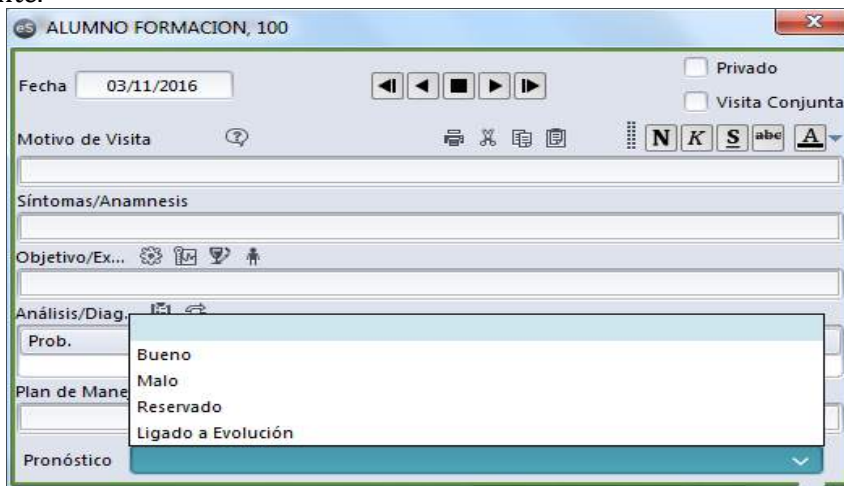 eS ALUMNO FORMACION, 100
Fecha 03/11/2016 Privado
Visita Conjunta
Motivo de Visita N K S abc A
Síntomas/Anamnesis
Objetivo/Ex...
Análisis/Diag.
Prob.
Bueno
Malo
Plan de Mane
Reservado
Ligado a Evolución
Pronóstico